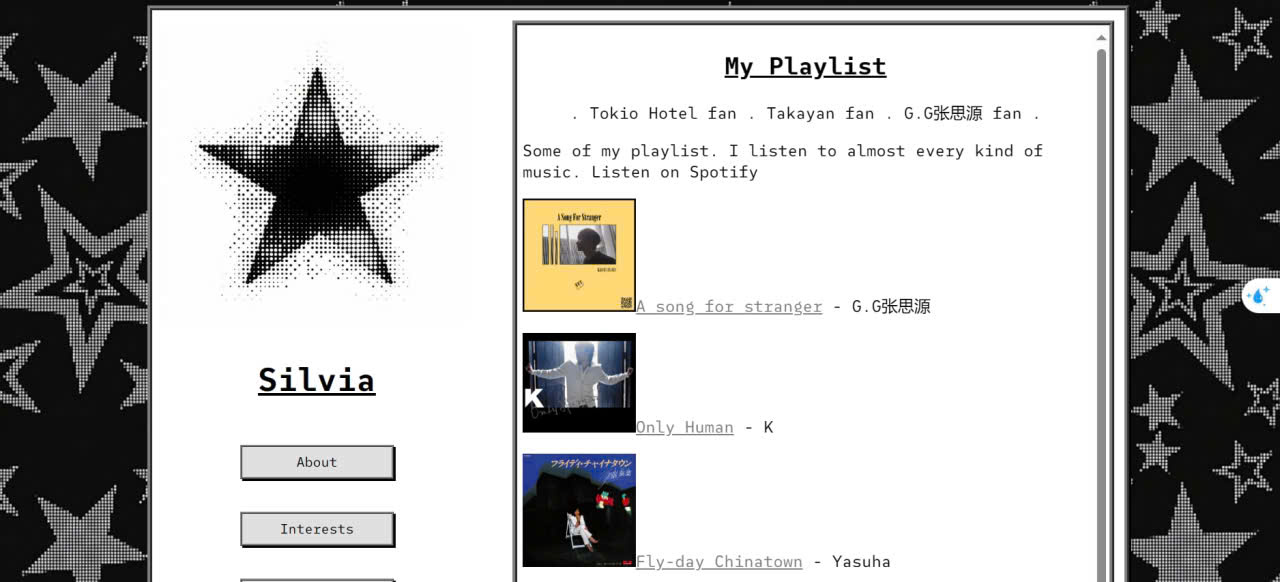 My Playlist
. Tokio Hotel fan . Takayan fan . G.G张思源 fan .
Some of my playlist. I listen to almost every kind of
music. Listen on Spotify
A Song For Stranger
A song for stranger - G.G张思源
K
Only Human - K
フライディ・チャイナタウン
Fly-day Chinatown - Yasuha
Silvia
About
Interests